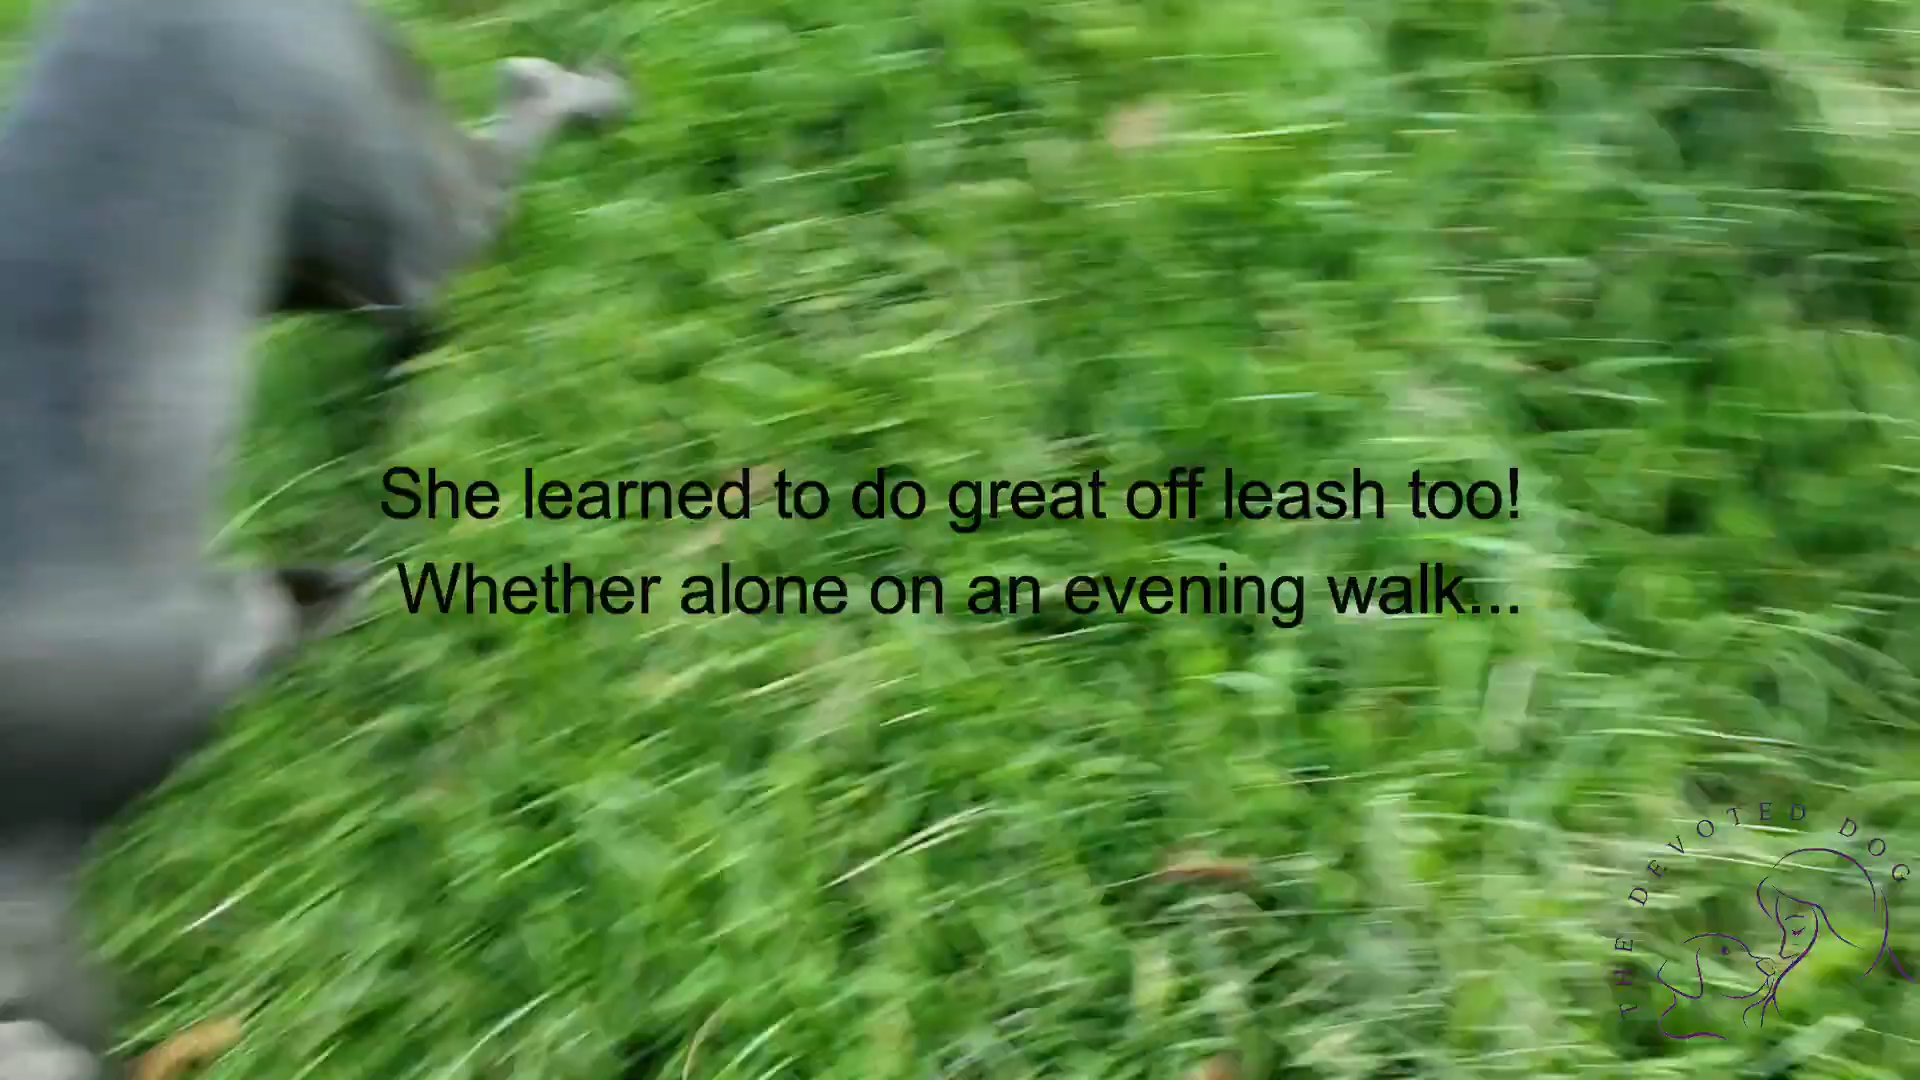 She learned to do great off leash too!
Whether alone on an evening walk...
THE DEVOTED DOG